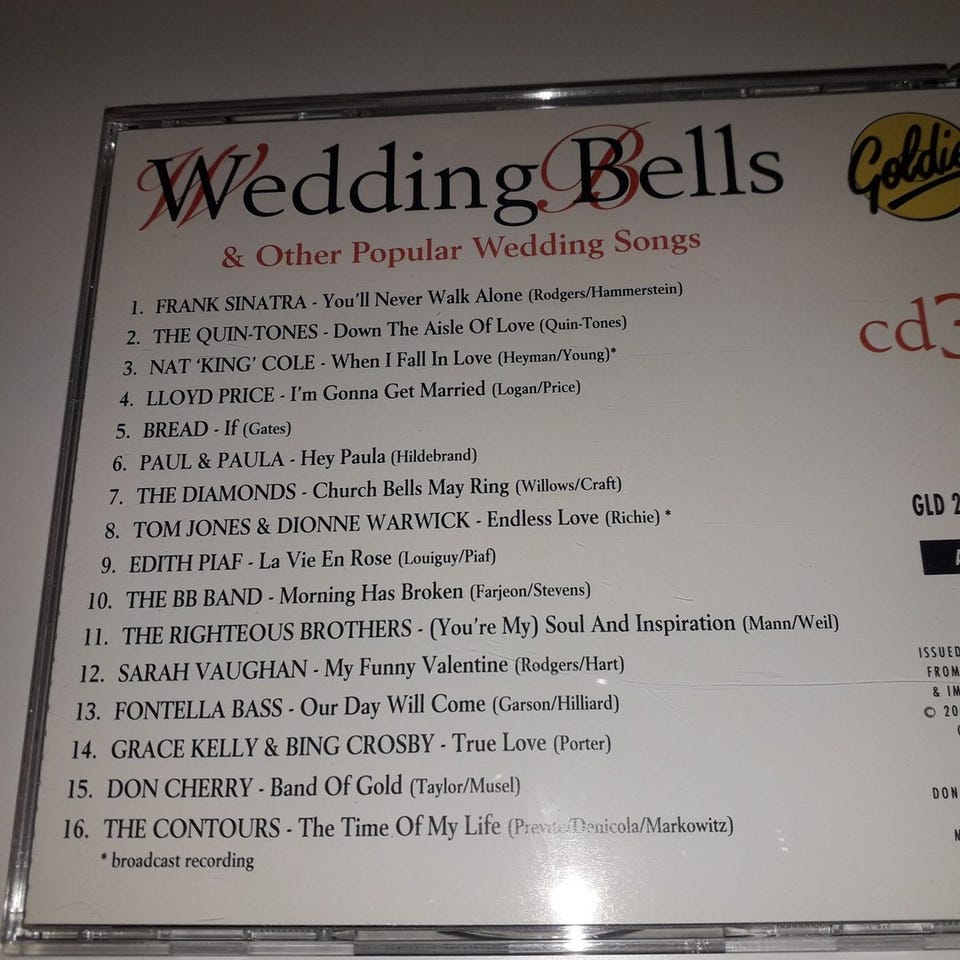 Wedding Bells
& Other Popular Wedding Songs
Goldie
cd3
1. FRANK SINATRA - You'll Never Walk Alone (Rodgers/Hammerstein)
2. THE QUIN-TONES - Down The Aisle Of Love (Quin-Tones)
3. NAT ‘KING’ COLE - When I Fall In Love (Heyman/Young)*
4. LLOYD PRICE - I'm Gonna Get Married (Logan/Price)
5. BREAD - If (Gates)
6. PAUL & PAULA - Hey Paula (Hildebrand)
7. THE DIAMONDS - Church Bells May Ring (Willows/Craft)
8. TOM JONES & DIONNE WARWICK - Endless Love (Richie) *
9. EDITH PIAF - La Vie En Rose (Louiguy/Piaf)
10. THE BB BAND - Morning Has Broken (Farjeon/Stevens)
11. THE RIGHTEOUS BROTHERS - (You're My) Soul And Inspiration (Mann/Weil)
12. SARAH VAUGHAN - My Funny Valentine (Rodgers/Hart)
13. FONTELLA BASS - Our Day Will Come (Garson/Hilliard)
14. GRACE KELLY & BING CROSBY - True Love (Porter)
15. DON CHERRY - Band Of Gold (Taylor/Musel)
16. THE CONTOURS - The Time Of My Life (Previte/Denicola/Markowitz)
* broadcast recording
GLD 2
ISSUED
FROM
& IM
© 20
DON